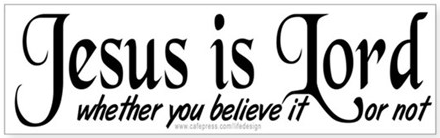 Jesus is Lord
whether you believe it or not
www.cafepress.com/lifedesign